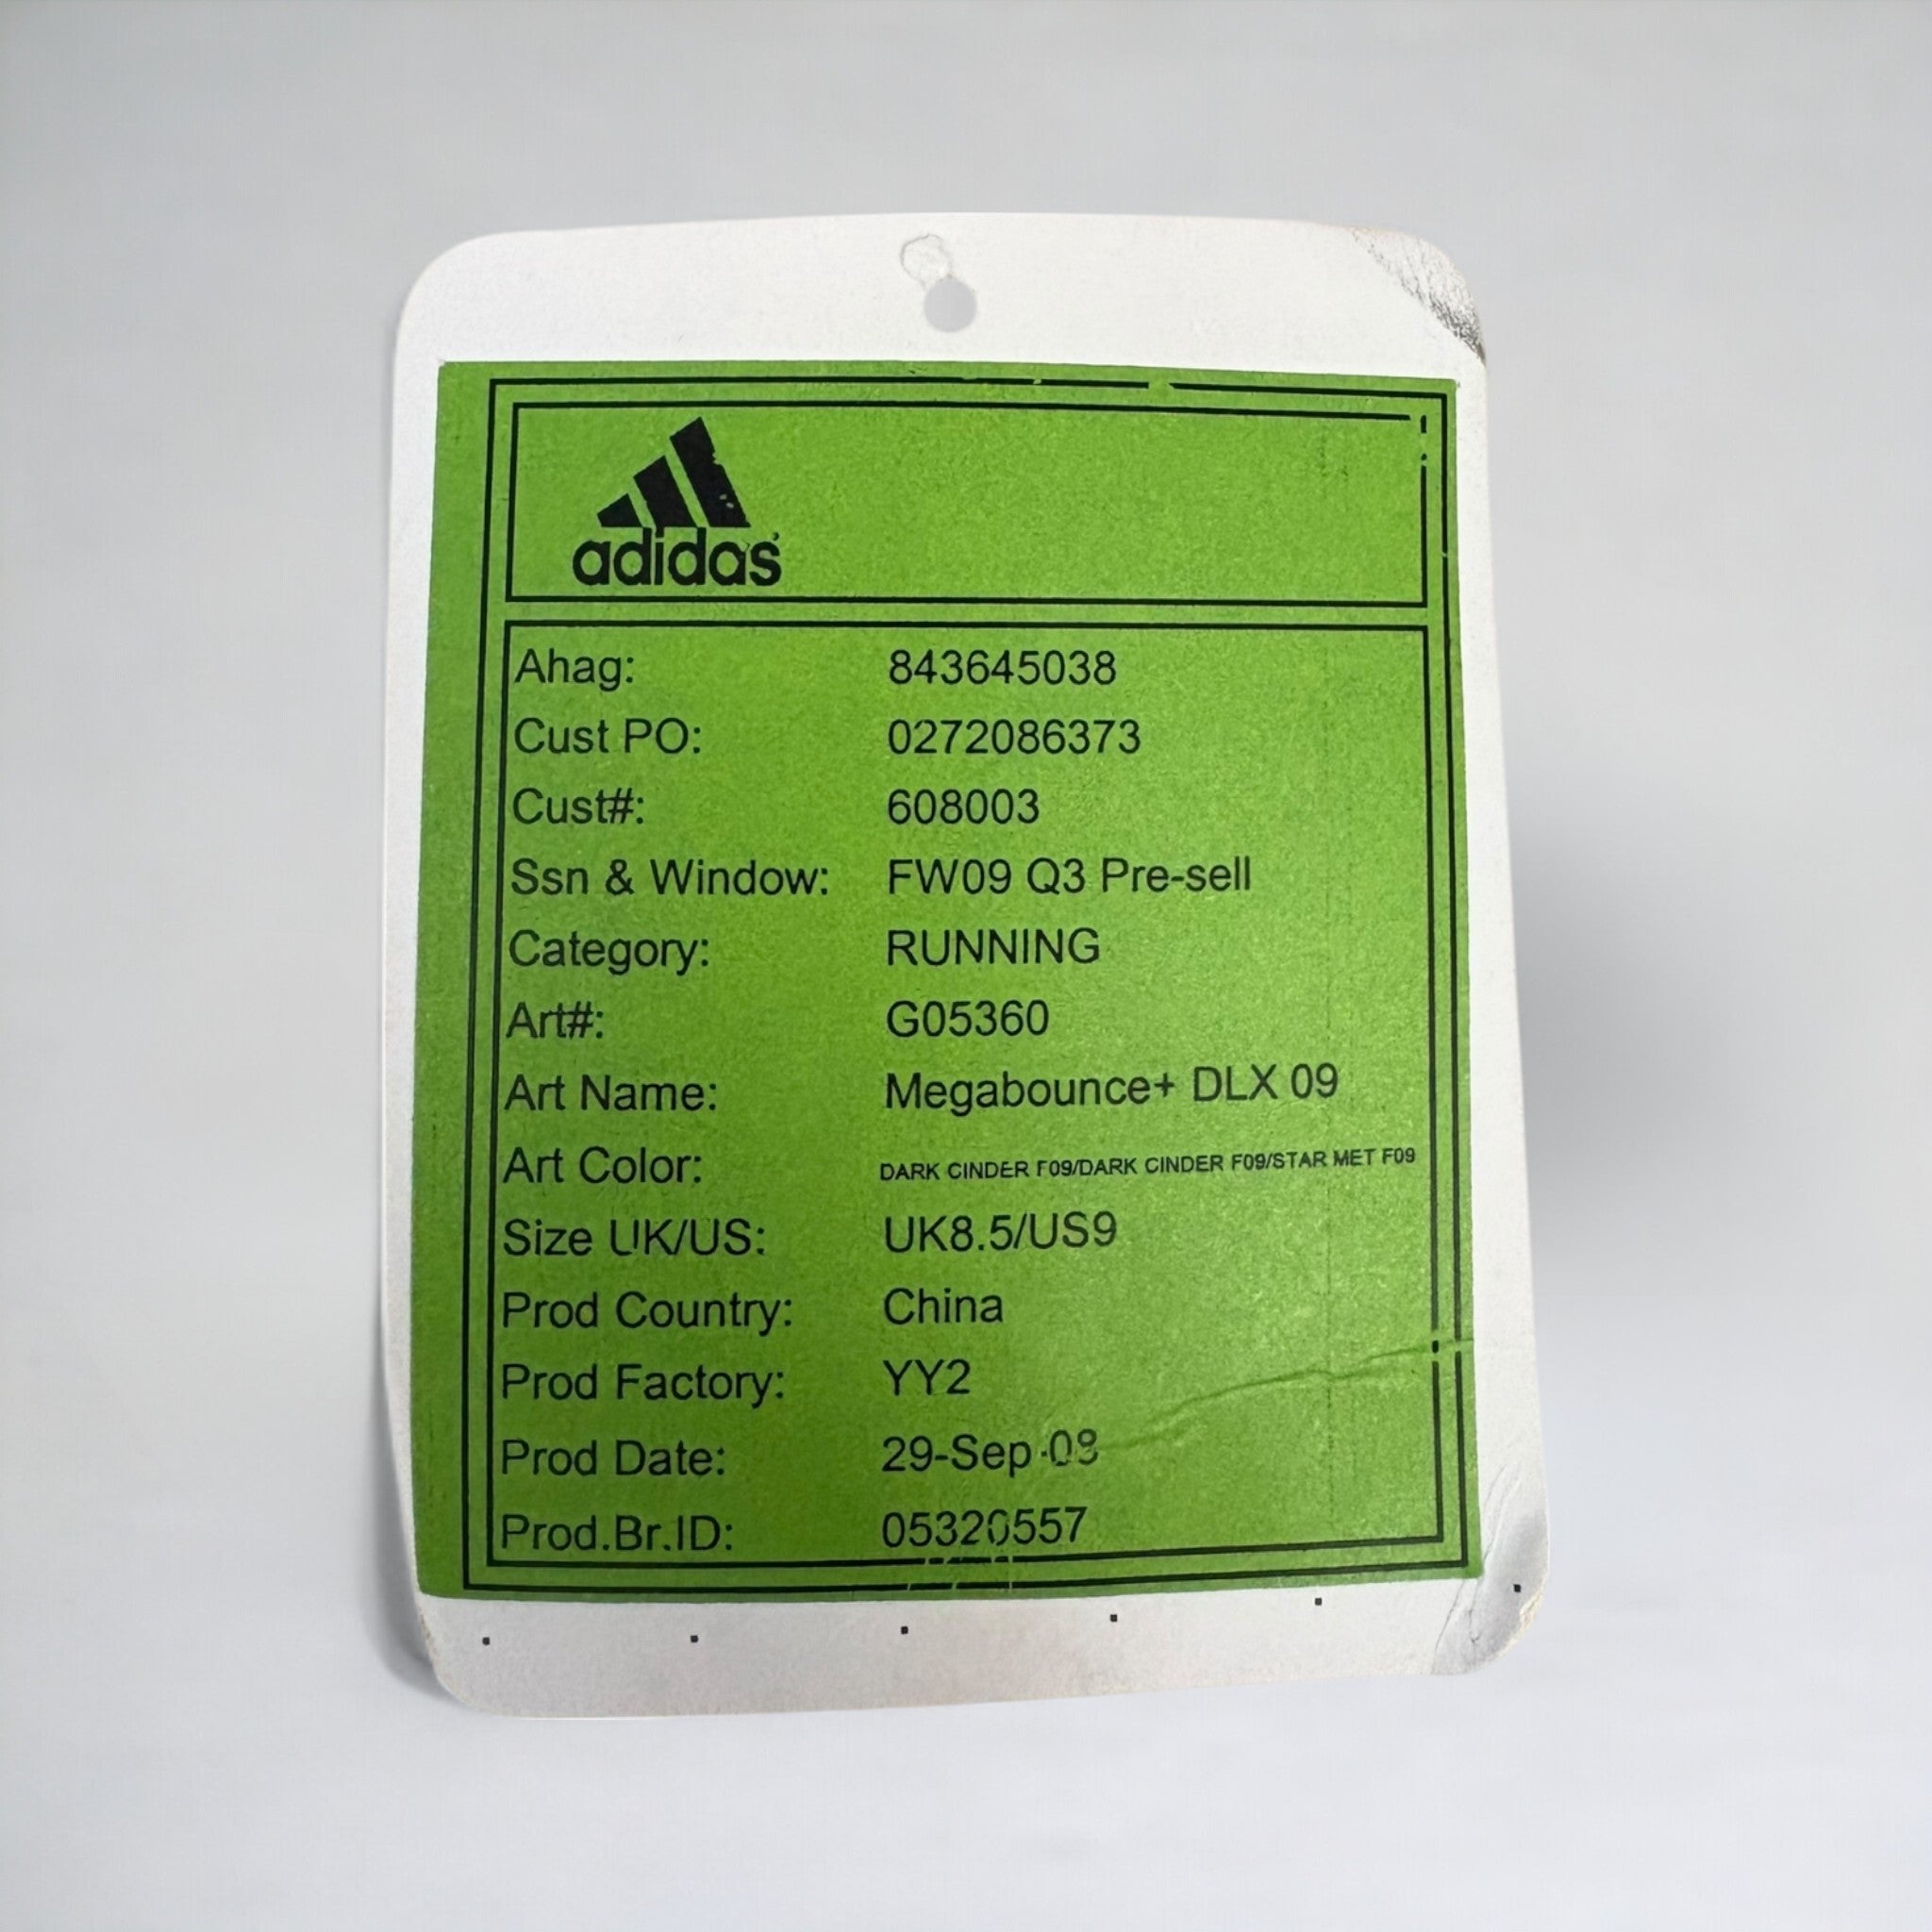 adidas
Ahag: 843645038
Cust PO: 0272086373
Cust#: 608003
Ssn & Window: FW09 Q3 Pre-sell
Category: RUNNING
Art#: G05360
Art Name: Megabounce+ DLX 09
Art Color: DARK CINDER F09/DARK CINDER F09/STAR MET F09
Size UK/US: UK8.5/US9
Prod Country: China
Prod Factory: YY2
Prod Date: 29-Sep-08
Prod.Br.ID: 05320557